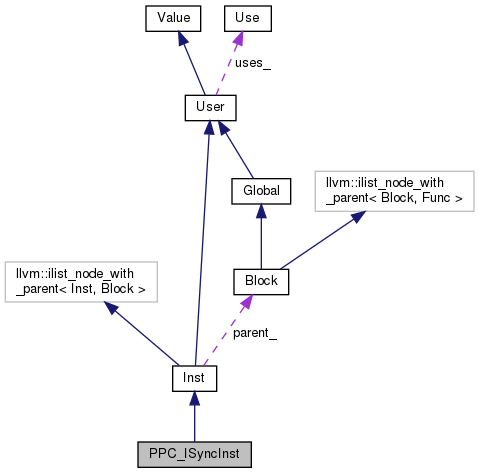 Value
Use
uses_
User
Global
llvm::ilist_node_with
_parent< Block, Func >
llvm::ilist_node_with
_parent< Inst, Block >
Block
parent_
Inst
PPC_ISyncInst